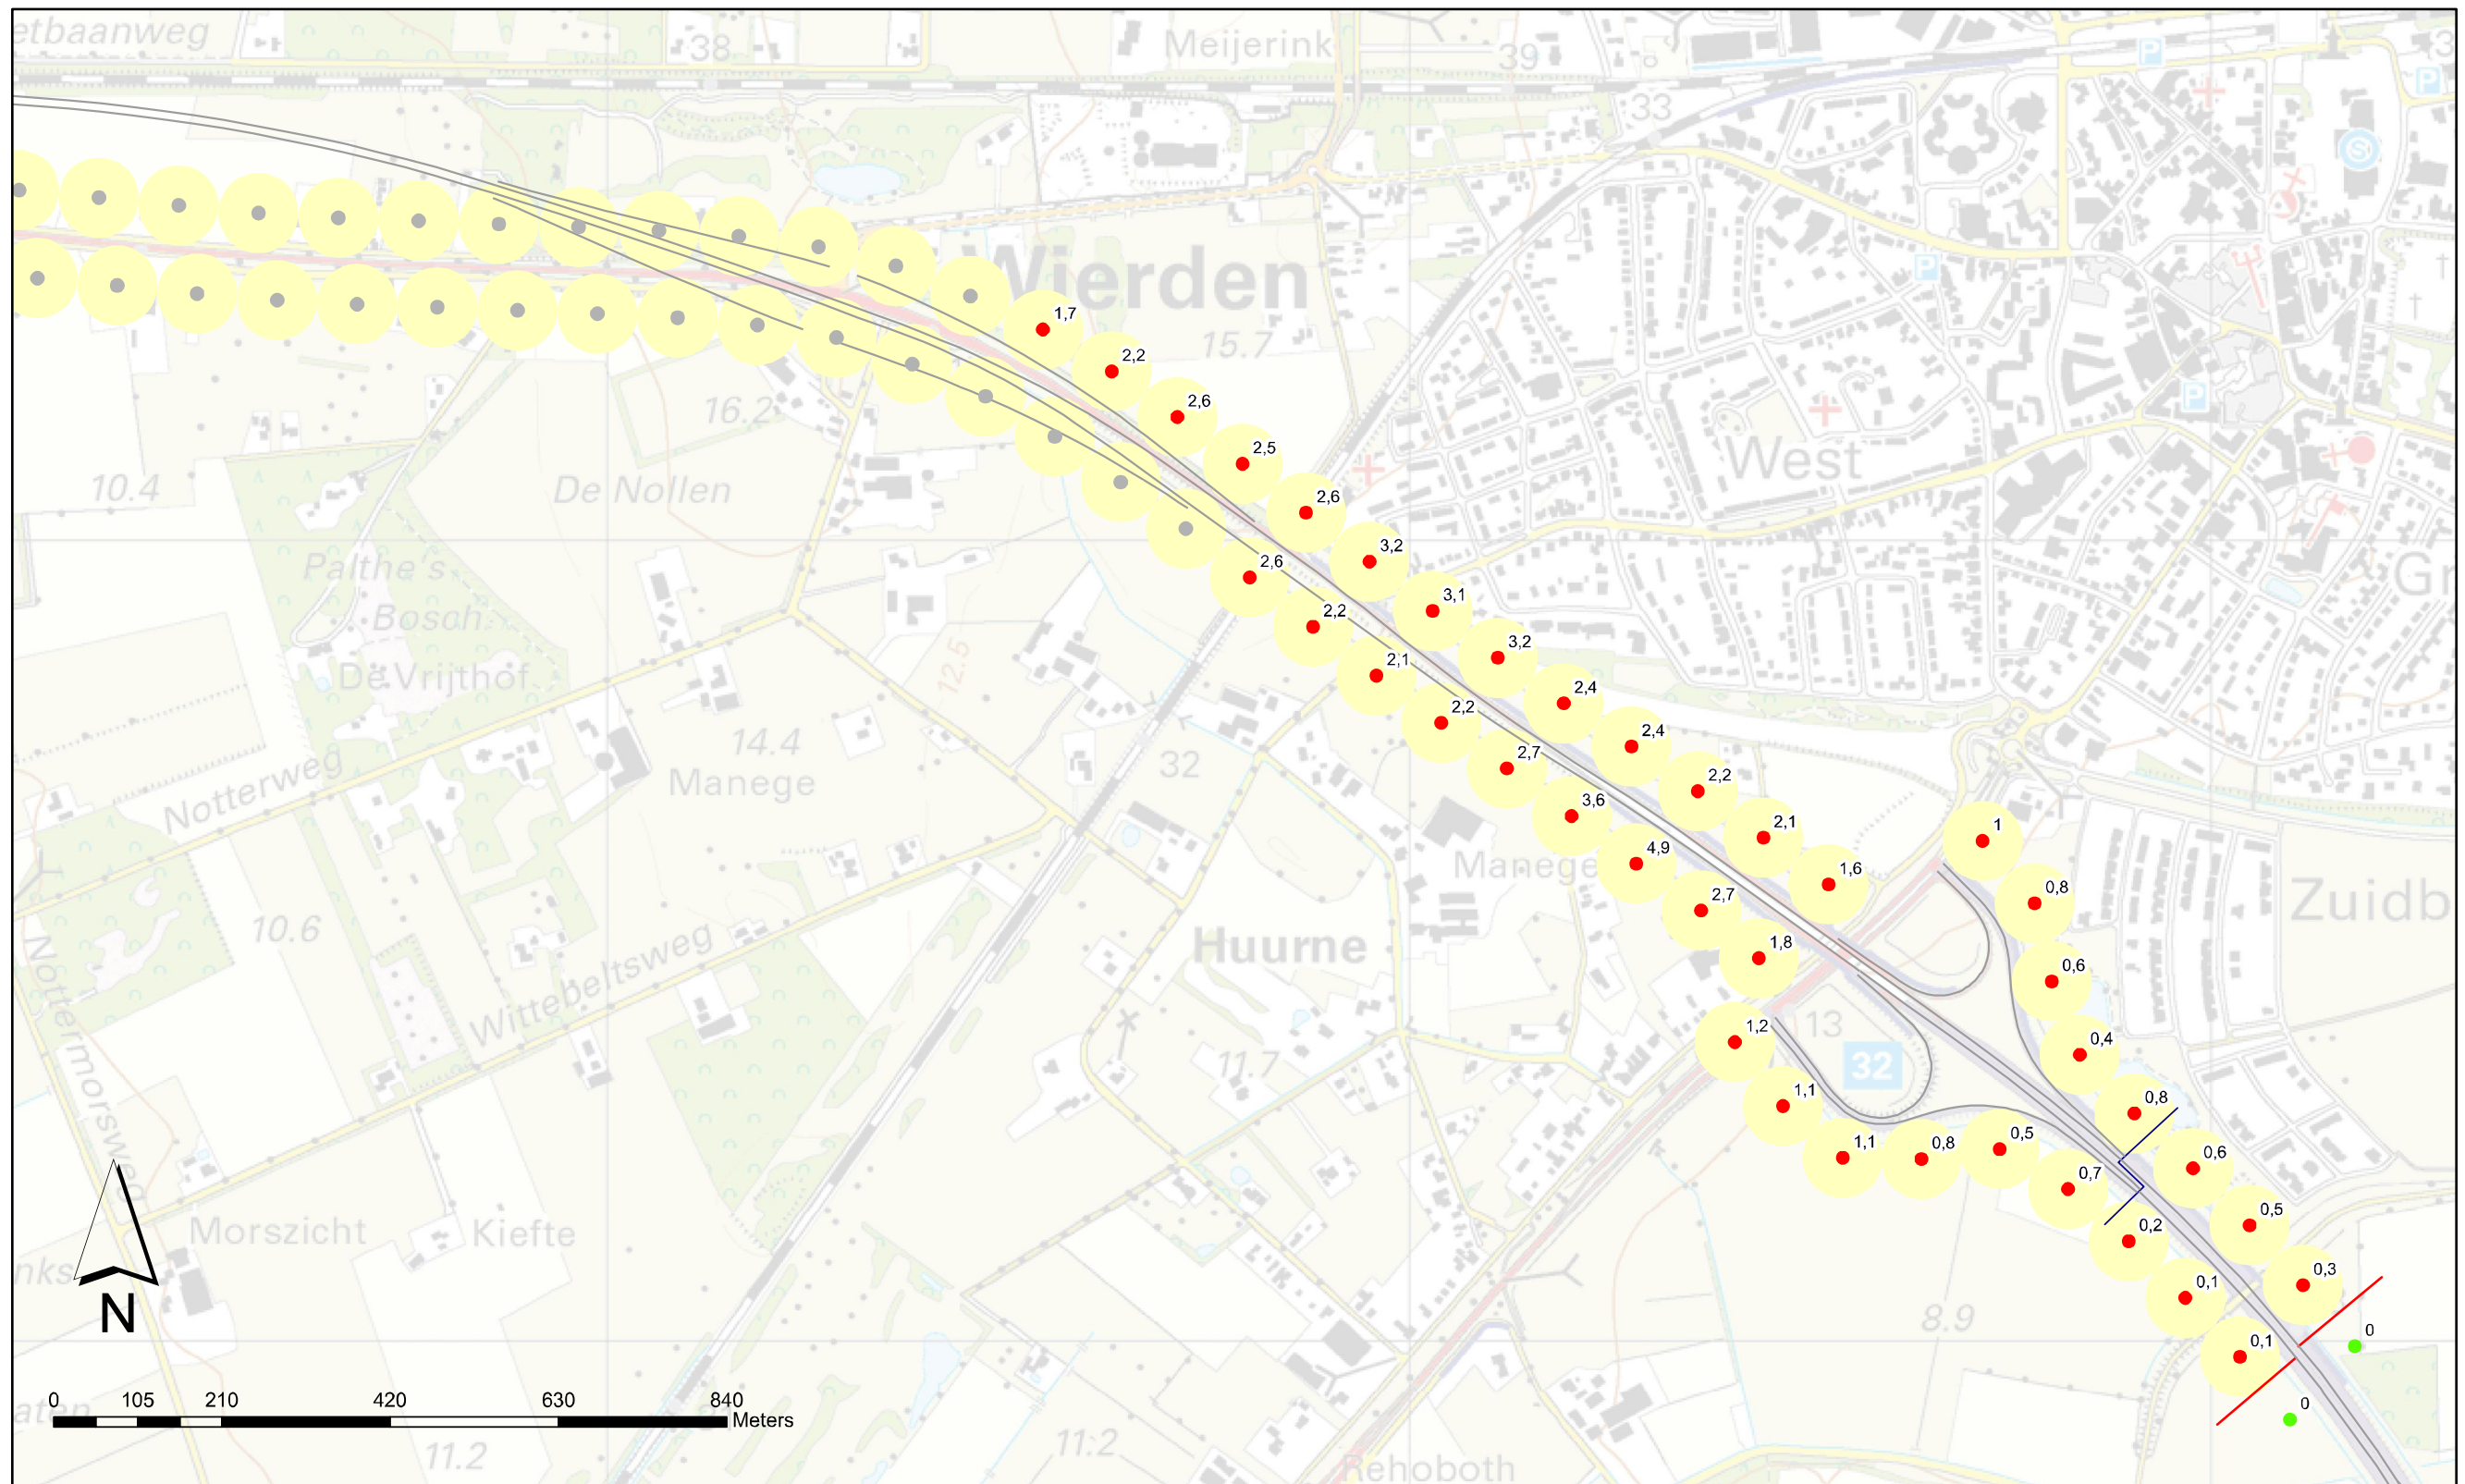 etbaanweg
38
Meijerink
39
33
P
P
S
Wierden
15.7
P
1,7
2,2
2,6
2,5
2,6
3,2
3,1
3,2
2,4
2,4
2,2
2,1
1,6
16.2
De Nollen
10.4
West
P
Gr
Palthe's
Bosch
De Vrijthof
12.5
2,6
2,2
2,1
2,2
2,7
3,6
4,9
2,7
1,8
14.4
Manege
32
Notterweg
Manege
1
0,8
0,6
0,4
0,8
0,6
0,5
0,3
0
Zuidb
10.6
Huurne
Wittebeltsweg
Nottermorsweg
13
32
11.7
1,2
1,1
1,1
0,8
0,5
0,7
0,2
0,1
0,1
0
Morszicht
Kiefte
nks
8.9
N
0 105 210 420 630 840
Meters
aten
11.2
11.2
Rehoboth